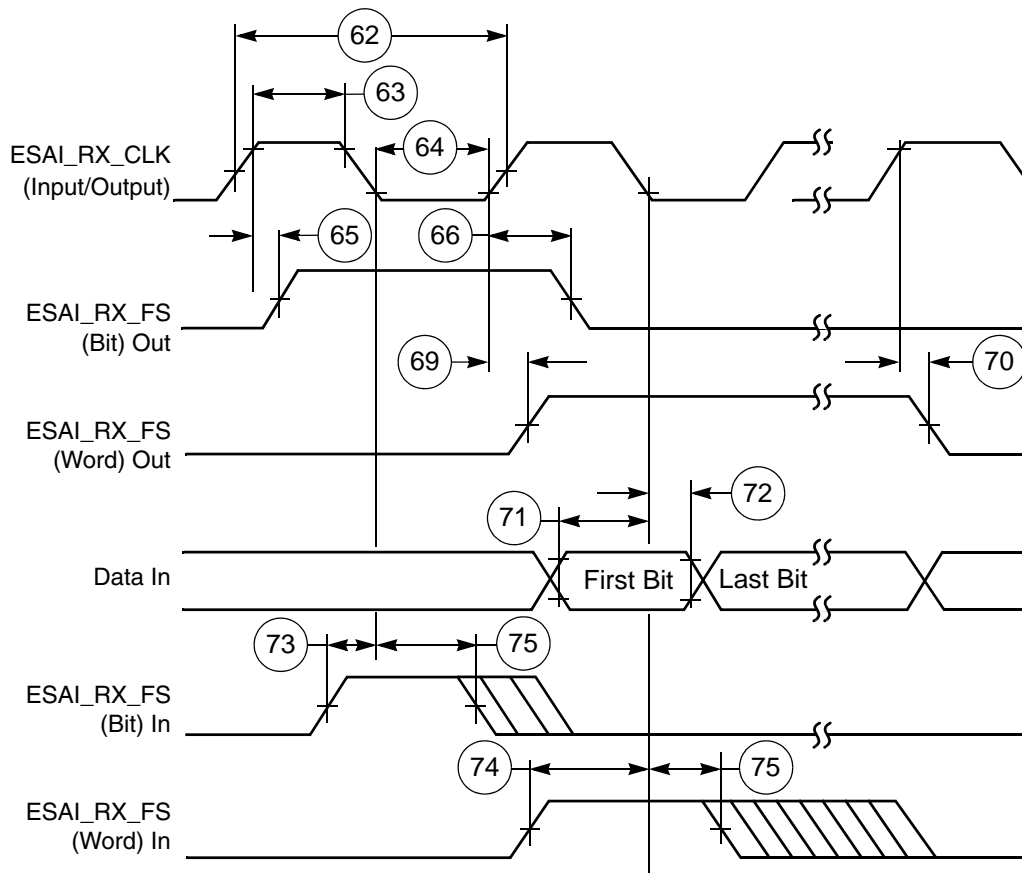 62
63
ESAI_RX_CLK
(Input/Output)
64
65
66
ESAI_RX_FS
(Bit) Out
69
70
ESAI_RX_FS
(Word) Out
71
72
Data In
First Bit
Last Bit
73
75
ESAI_RX_FS
(Bit) In
74
75
ESAI_RX_FS
(Word) In